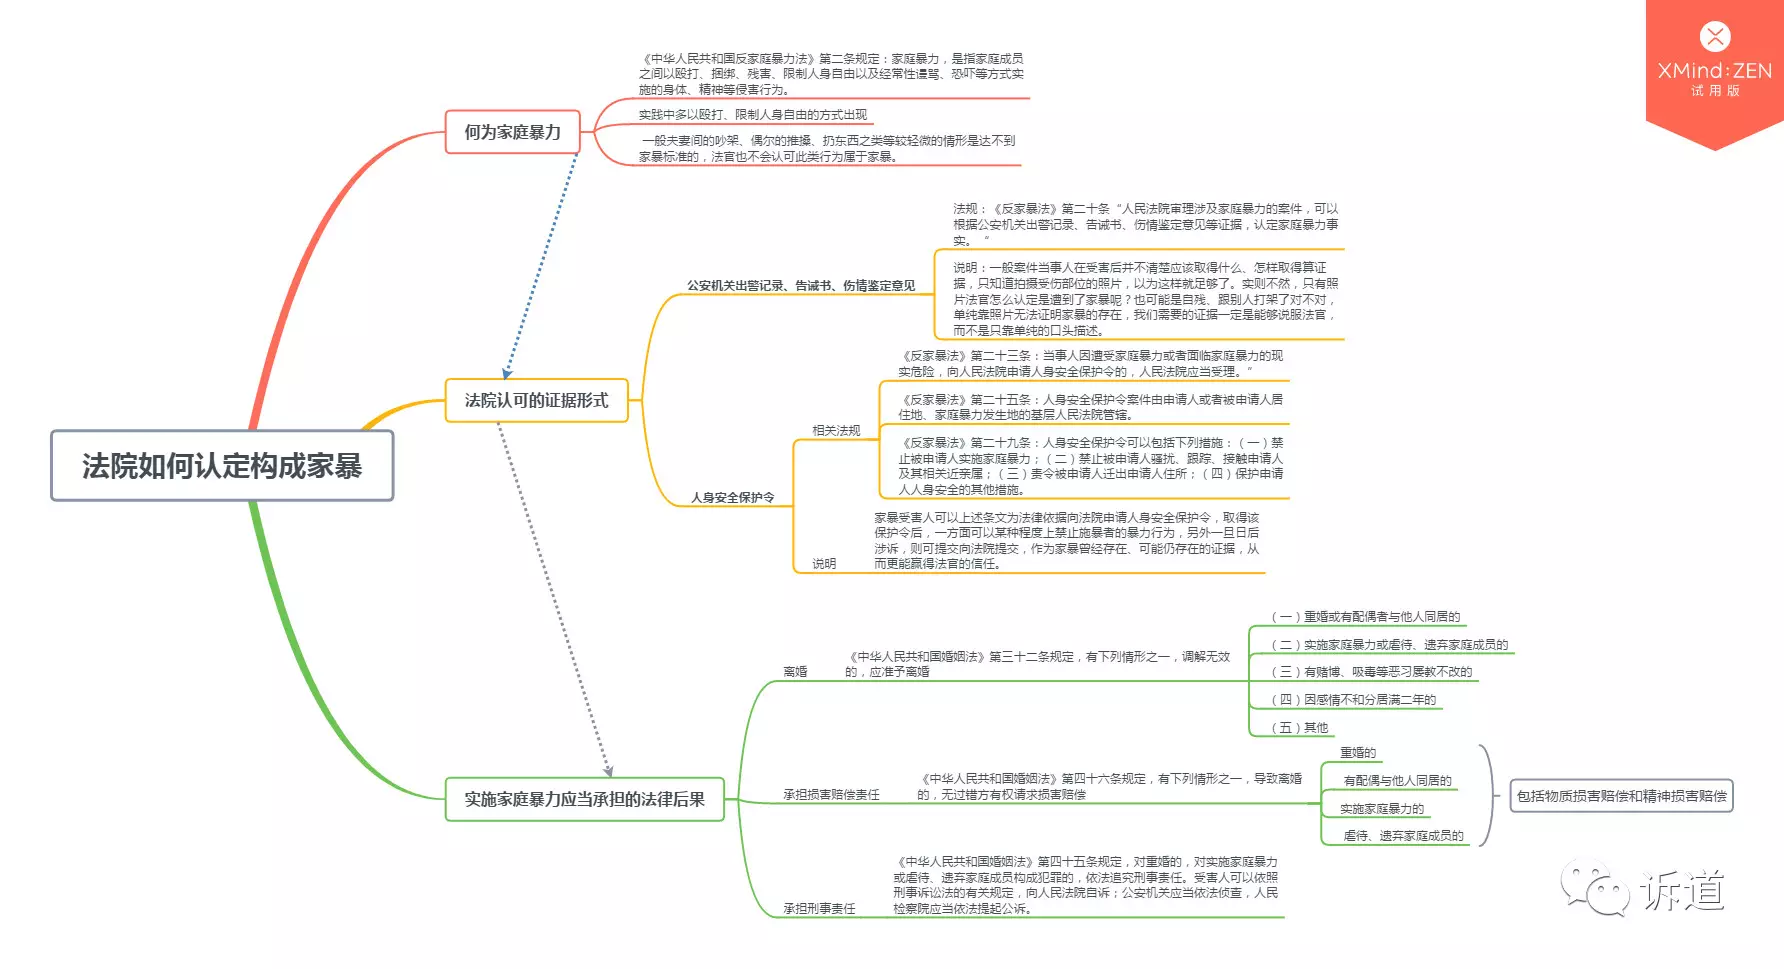 XMind:ZEN
试用版
《中华人民共和国反家庭暴力法》第二条规定：家庭暴力，是指家庭成员
之间以殴打、捆绑、残害、限制人身自由以及经常性谩骂、恐吓等方式实
施的身体、精神等侵害行为。
何为家庭暴力
实践中多以殴打、限制人身自由的方式出现
一般夫妻间的吵架、偶尔的推搡、扔东西之类等较轻微的情形是达不到
家暴标准的，法官也不会认可此类行为属于家暴。
法规：《反家暴法》第二十条“人民法院审理涉及家庭暴力的案件，可以
根据公安机关出警记录、告诫书、伤情鉴定意见等证据，认定家庭暴力事
实。“
公安机关出警记录、告诫书、伤情鉴定意见
说明：一般案件当事人在受害后并不清楚应该取得什么、怎样取得算证
据，只知道拍摄受伤部位的照片，以为这样就足够了。实则不然，只有照
片法官怎么认定是遭到了家暴呢？也可能是自残、跟别人打架了对不对，
单纯靠照片无法证明家暴的存在，我们需要的证据一定是能够说服法官，
而不是只靠单纯的口头描述。
法院认可的证据形式
《反家暴法》第二十三条：当事人因遭受家庭暴力或者面临家庭暴力的现
实危险，向人民法院申请人身安全保护令的，人民法院应当受理。”
《反家暴法》第二十五条：人身安全保护令案件由申请人或者被申请人居
住地、家庭暴力发生地的基层人民法院管辖。
相关法规
《反家暴法》第二十九条：人身安全保护令可以包括下列措施：（一）禁
止被申请人实施家庭暴力；（二）禁止被申请人骚扰、跟踪、接触申请人
及其相关近亲属；（三）责令被申请人迁出申请人住所；（四）保护申请
人人身安全的其他措施。
人身安全保护令
家暴受害人可以上述条文为法律依据向法院申请人身安全保护令，取得该
保护令后，一方面可以某种程度上禁止施暴者的暴力行为，另外一旦日后
涉诉，则可提交向法院提交，作为家暴曾经存在、可能仍存在的证据，从
而更能赢得法官的信任。
说明
法院如何认定构成家暴
（一）重婚或有配偶者与他人同居的
（二）实施家庭暴力或虐待、遗弃家庭成员的
《中华人民共和国婚姻法》第三十二条规定，有下列情形之一，调解无效
的，应准予离婚
离婚
（三）有赌博、吸毒等恶习屡教不改的
（四）因感情不和分居满二年的
（五）其他
重婚的
《中华人民共和国婚姻法》第四十六条规定，有下列情形之一，导致离婚
的，无过错方有权请求损害赔偿
承担损害赔偿责任
有配偶与他人同居的
包括物质损害赔偿和精神损害赔偿
实施家庭暴力应当承担的法律后果
实施家庭暴力的
虐待、遗弃家庭成员的
《中华人民共和国婚姻法》第四十五条规定，对重婚的，对实施家庭暴力
或虐待、遗弃家庭成员构成犯罪的，依法追究刑事责任。受害人可以依照
刑事诉讼法的有关规定，向人民法院自诉；公安机关应当依法侦查，人民
检察院应当依法提起公诉。
承担刑事责任
诉道